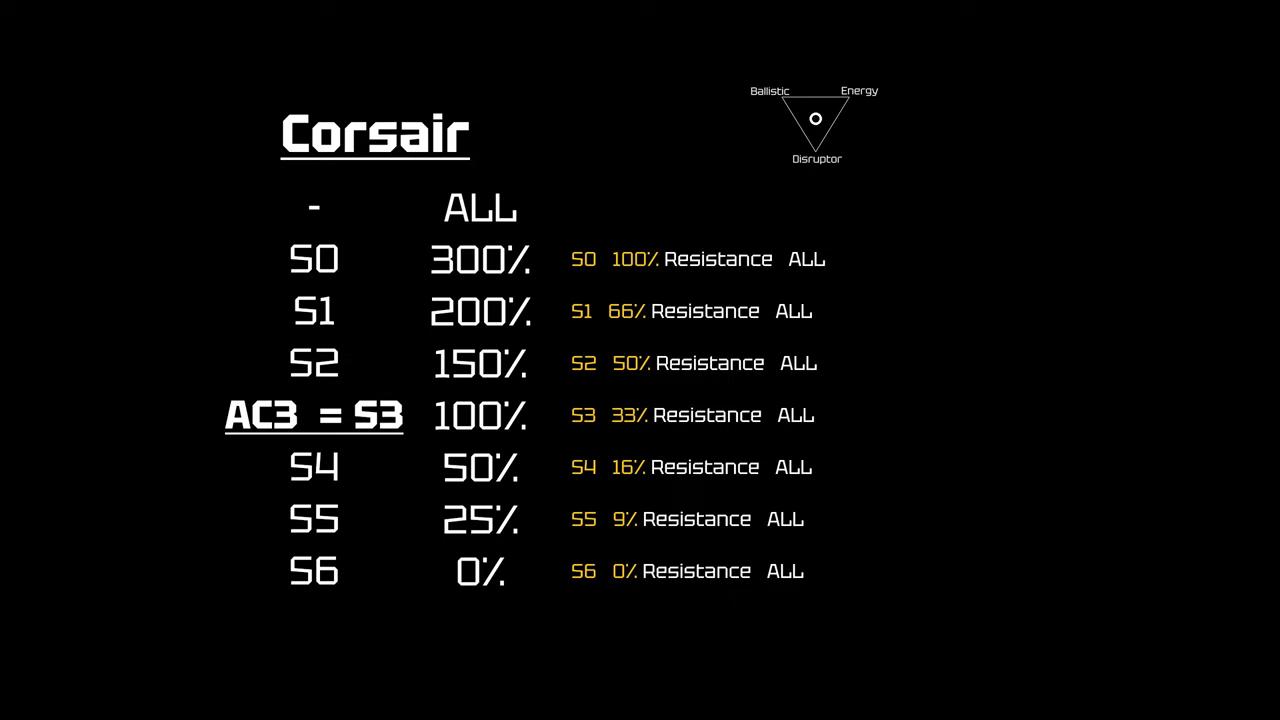 Ballistic Energy
Corsair
Disruptor
- ALL
S0 300% S0 100% Resistance ALL
S1 200% S1 66% Resistance ALL
S2 150% S2 50% Resistance ALL
AC3 = S3 100% S3 33% Resistance ALL
S4 50% S4 16% Resistance ALL
S5 25% S5 9% Resistance ALL
S6 0% S6 0% Resistance ALL